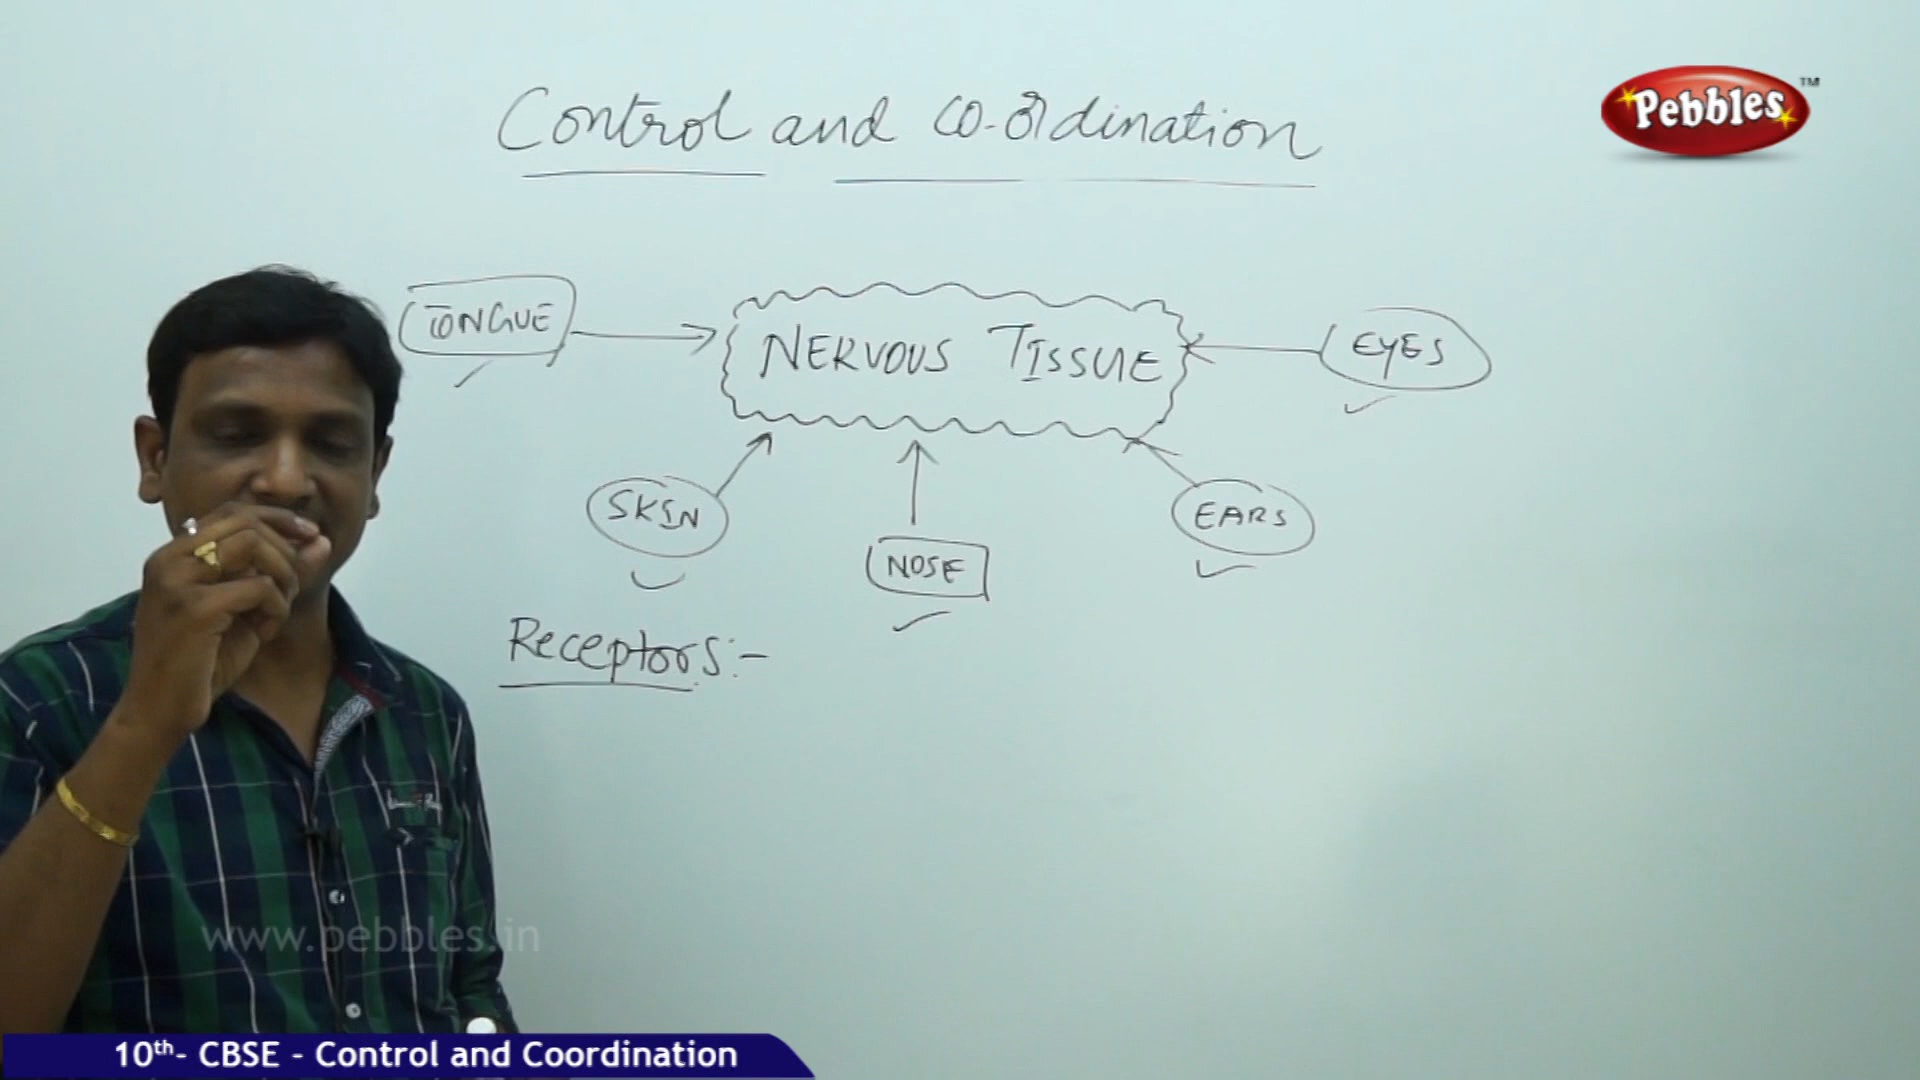 Pebbles™
Control and Co-ordination
TONGUE
NERVOUS TISSUE
EYES
SKIN
NOSE
EARS
Receptors:-
www.pebbles.in
10th- CBSE - Control and Coordination